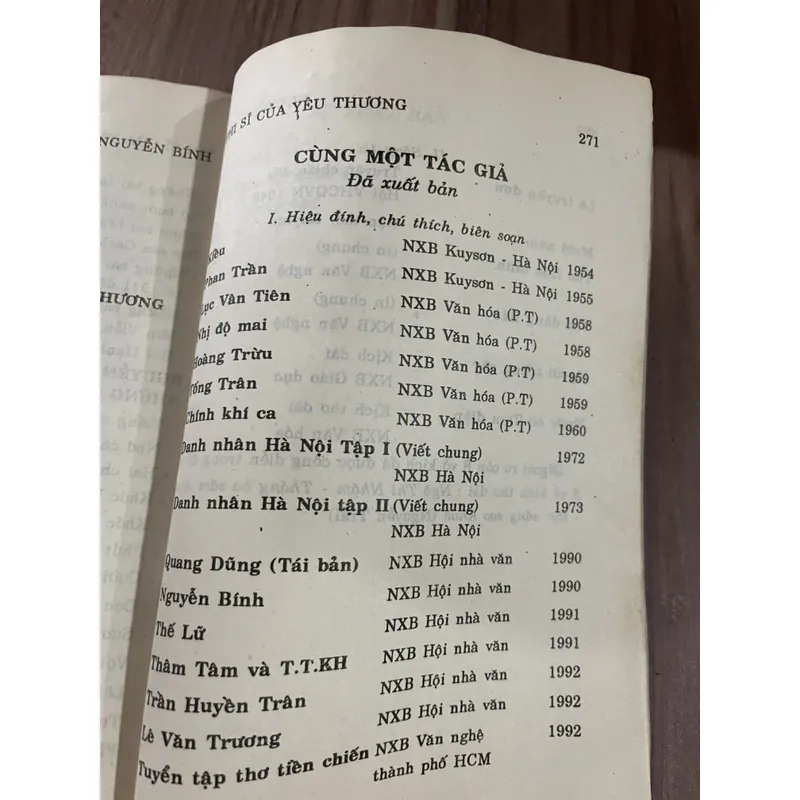 NGUYỄN BÍNH
HƯƠNG
SĨ CỦA YÊU THƯƠNG
271
CÙNG MỘT TÁC GIẢ
Đã xuất bản
I. Hiệu đính, chú thích, biên soạn
Kiều NXB Kuysơn - Hà Nội 1954
Phan Trần NXB Kuysơn - Hà Nội 1955
Lục Vân Tiên NXB Văn hóa (P.T) 1958
Nhị độ mai NXB Văn hóa (P.T) 1958
Hoàng Trừu NXB Văn hóa (P.T) 1959
Tống Trân NXB Văn hóa (P.T) 1959
Chính khí ca NXB Văn hóa (P.T) 1960
Danh nhân Hà Nội Tập I (Viết chung) 1972
NXB Hà Nội
Danh nhân Hà Nội tập II (Viết chung) 1973
NXB Hà Nội
Quang Dũng (Tái bản) NXB Hội nhà văn 1990
Nguyễn Bính NXB Hội nhà văn 1990
Thế Lữ NXB Hội nhà văn 1991
Thâm Tâm và T.T.KH NXB Hội nhà văn 1991
Trần Huyền Trân NXB Hội nhà văn 1992
Lê Văn Trương NXB Hội nhà văn 1992
Tuyển tập thơ tiền chiến NXB Văn nghệ 1992
thành phố HCM